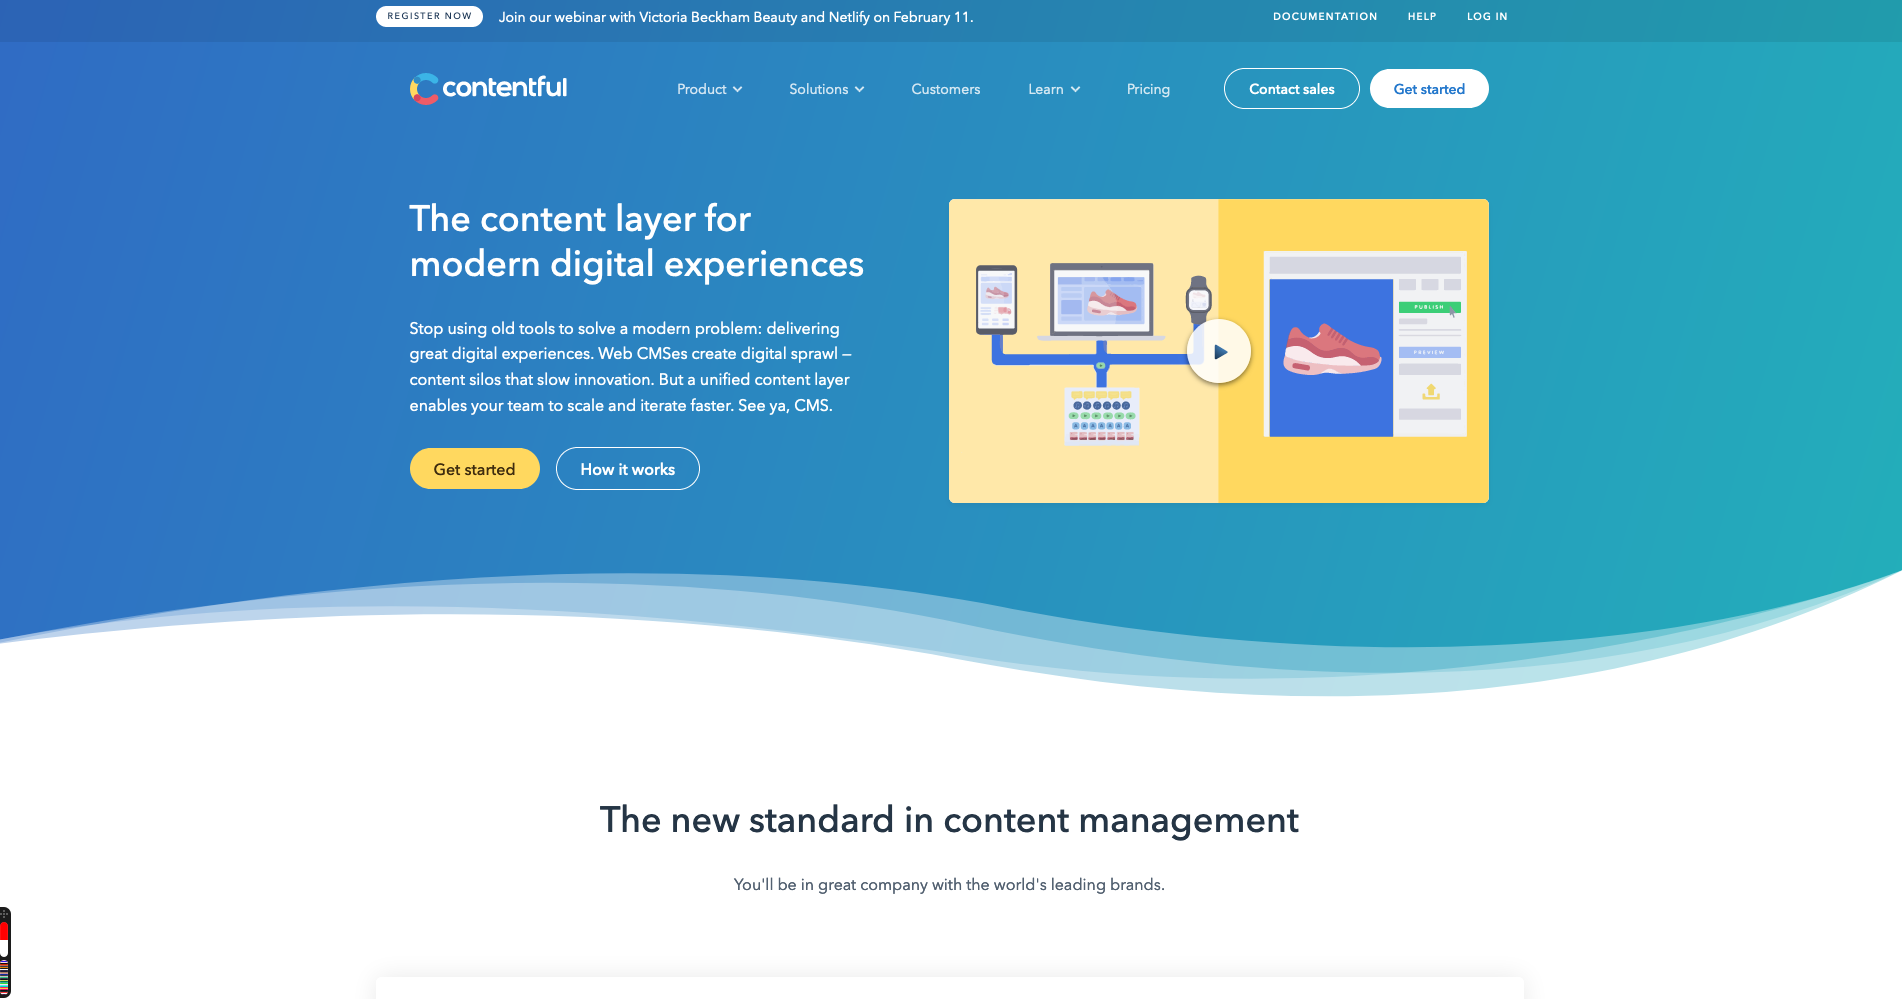 REGISTER NOW
Join our webinar with Victoria Beckham Beauty and Netlify on February 11.
DOCUMENTATION
HELP
LOG IN
contentful
Product
Solutions
Customers
Learn
Pricing
Contact sales
Get started
The content layer for
modern digital experiences
Stop using old tools to solve a modern problem: delivering
great digital experiences. Web CMSes create digital sprawl —
content silos that slow innovation. But a unified content layer
enables your team to scale and iterate faster. See ya, CMS.
Get started
How it works
PUBLISH
PREVIEW
The new standard in content management
You'll be in great company with the world's leading brands.